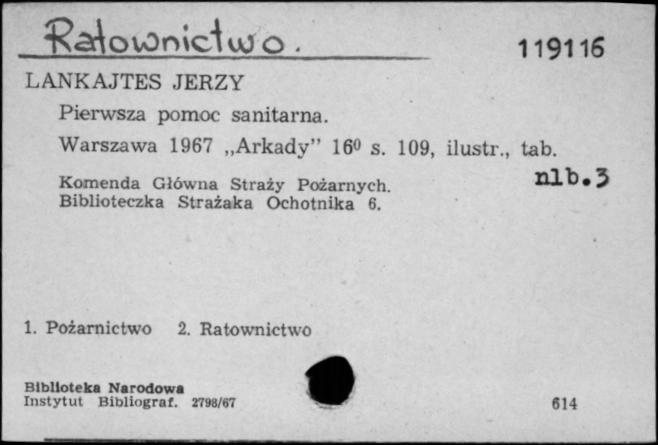 Ratownictwo.
119116
LANKAJTES JERZY
Pierwsza pomoc sanitarna.
Warszawa 1967 „Arkady” 16⁰ s. 109, ilustr., tab.
nlb.3
Komenda Główna Straży Pożarnych.
Biblioteczka Strażaka Ochotnika 6.
1. Pożarnictwo 2. Ratownictwo
Biblioteka Narodowa
Instytut Bibliograf. 2798/67
614